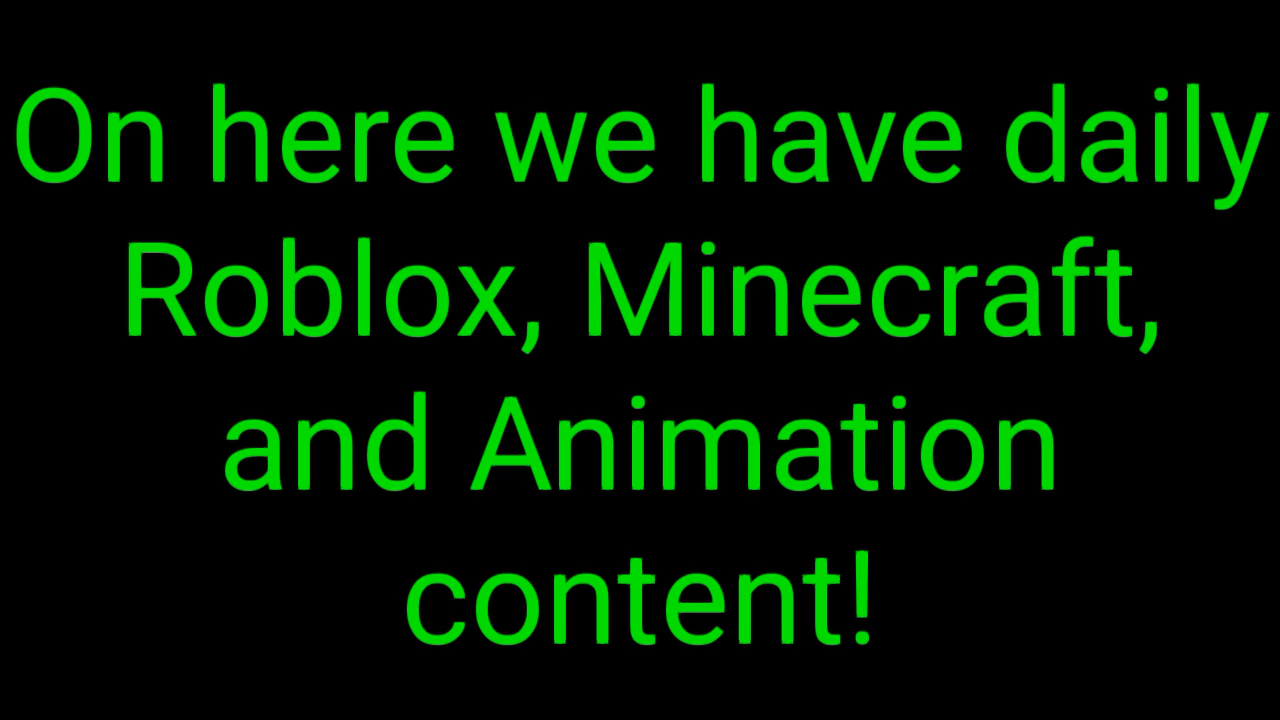 On here we have daily
Roblox, Minecraft,
and Animation
content!